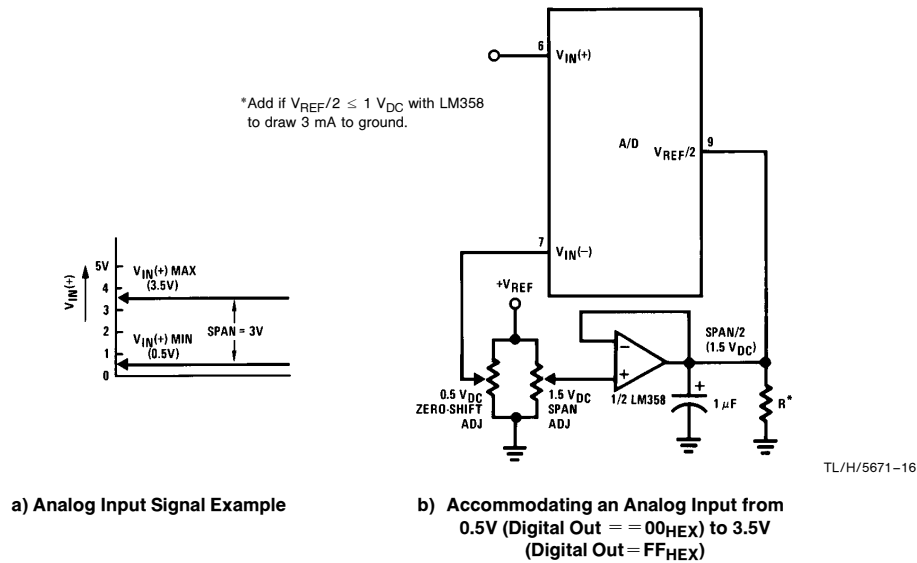 *Add if VREF/2 ≤ 1 VDC with LM358
to draw 3 mA to ground.
6
VIN(+)
A/D
VREF/2
9
7
VIN(−)
VIN(+)
5V
4
3
2
1
0
VIN(+) MAX
(3.5V)
SPAN = 3V
VIN(+) MIN
(0.5V)
+VREF
0.5 VDC
ZERO-SHIFT
ADJ
1.5 VDC
SPAN
ADJ
−
+
1/2 LM358
SPAN/2
(1.5 VDC)
+
1 μF
R*
TL/H/5671–16
a) Analog Input Signal Example
b) Accommodating an Analog Input from
0.5V (Digital Out = = 00HEX) to 3.5V
(Digital Out = FFHEX)